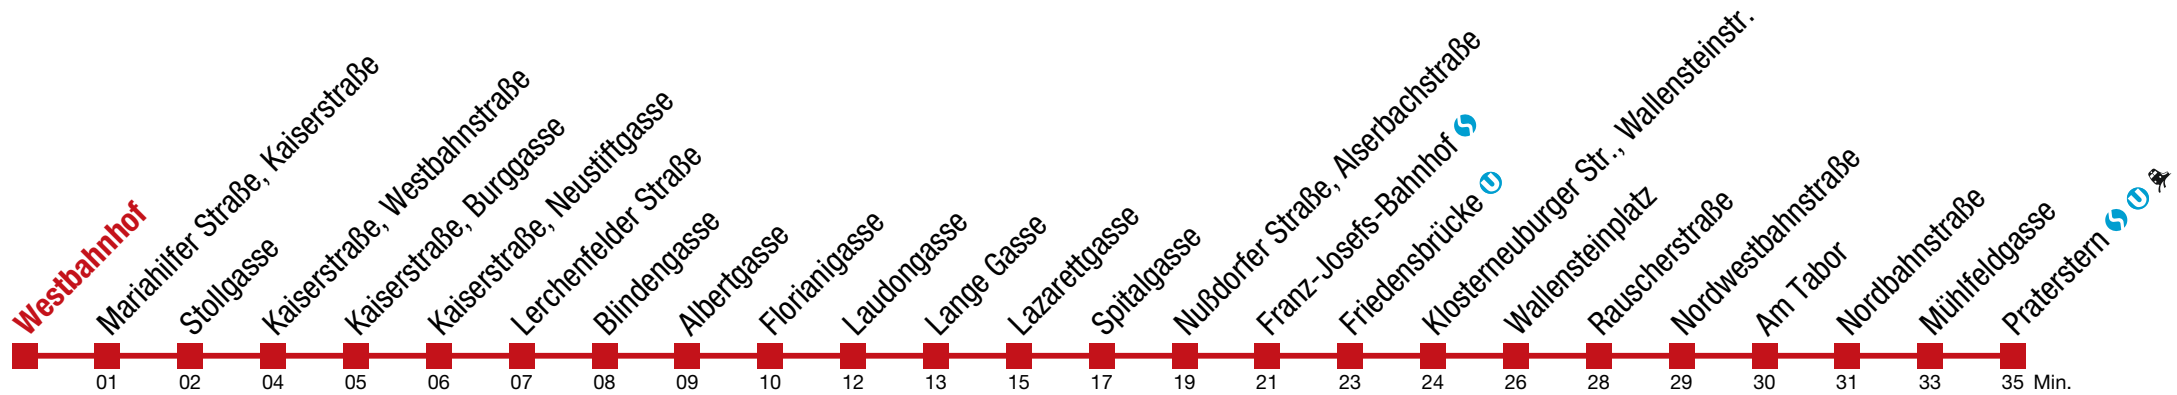 Westbahnhof
Mariahilfer Straße, Kaiserstraße
Stollgasse
Kaiserstraße, Westbahnstraße
Kaiserstraße, Burggasse
Kaiserstraße, Neustiftgasse
Lerchenfelder Straße
Blindengasse
Albertgasse
Florianigasse
Laudongasse
Lange Gasse
Lazarettgasse
Spitalgasse
Nußdorfer Straße, Alserbachstraße
Franz-Josefs-Bahnhof S
Friedensbrücke U
Klosterneuburger Str., Wallensteinstr.
Wallensteinplatz
Rauscherstraße
Nordwestbahnstraße
Am Tabor
Nordbahnstraße
Mühlfeldgasse
Praterstern S U
01 02 04 05 06 07 08 09 10 12 13 15 17 19 21 23 24 26 28 29 30 31 33 35 Min.